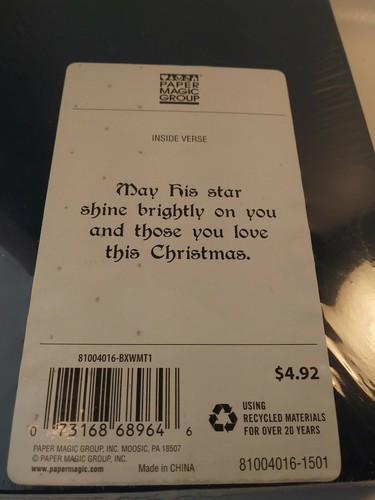 PAPER
MAGIC
GROUP
INSIDE VERSE
May His star
shine brightly on you
and those you love
this Christmas.
81004016-BXWMT1
$4.92
0 73168 68964 6
USING
RECYCLED MATERIALS
FOR OVER 20 YEARS
PAPER MAGIC GROUP, INC. MOOSIC, PA 18507
© PAPER MAGIC GROUP, INC.
www.papermagic.com Made in CHINA 81004016-1501